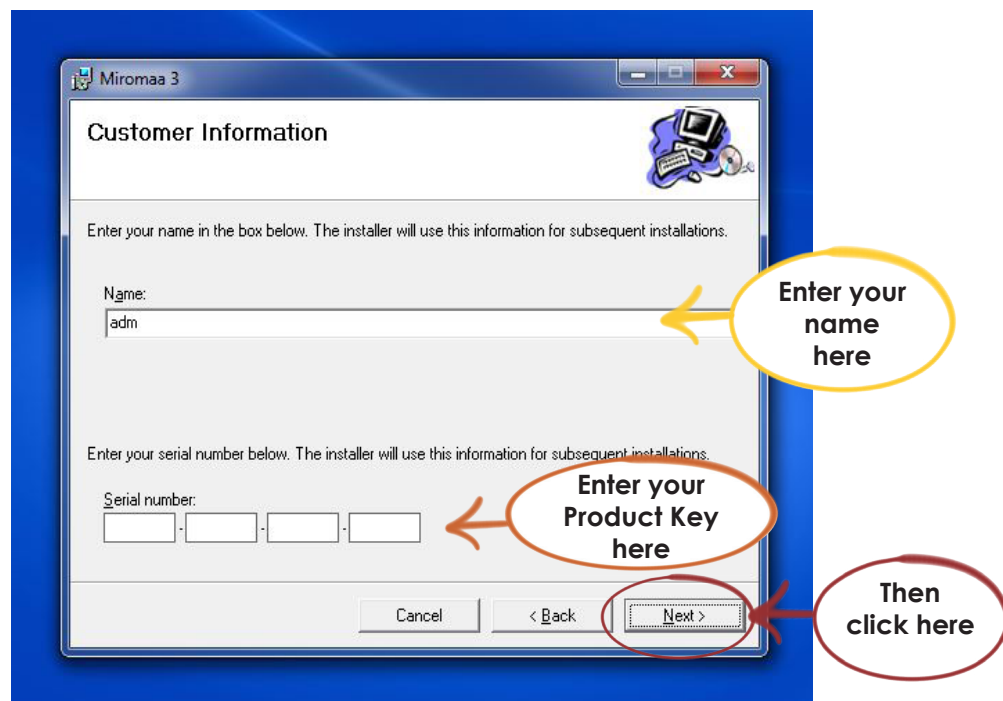 Miromaa 3
Customer Information
Enter your name in the box below. The installer will use this information for subsequent installations.
Name:
adm
Enter your
name
here
Enter your serial number below. The installer will use this information for subsequent installations.
Serial number:
- - -
Enter your
Product Key
here
Cancel
< Back
Next >
Then
click here